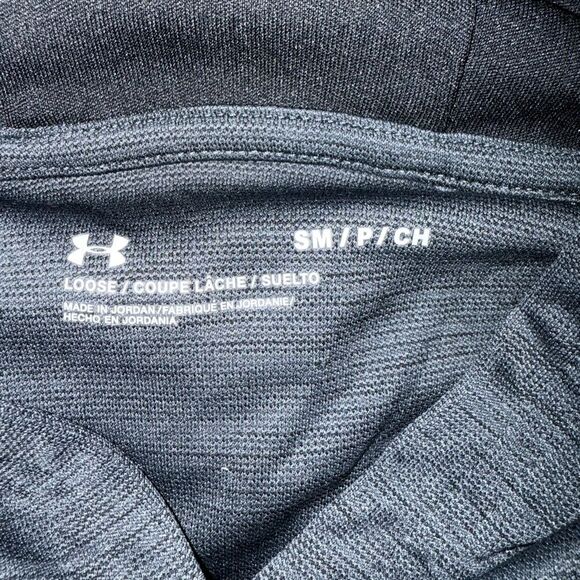 SM / P / CH
LOOSE / COUPE LÂCHE / SUELTO
MADE IN JORDAN / FABRIQUÉ EN JORDANIE /
HECHO EN JORDANIA